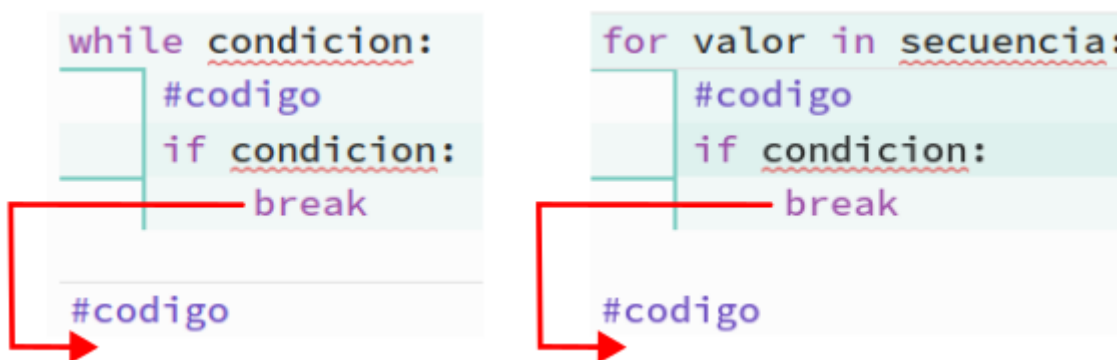 while condicion:
#codigo
if condicion:
break
#codigo
for valor in secuencia:
#codigo
if condicion:
break
#codigo